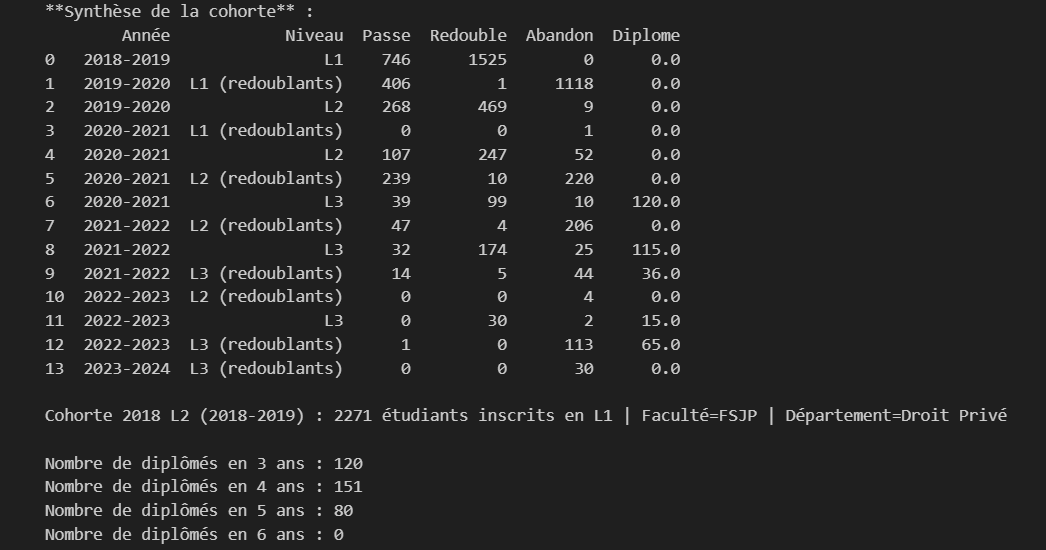 **Synthèse de la cohorte** :
Année Niveau Passe Redouble Abandon Diplome
0 2018-2019 L1 746 1525 0 0.0
1 2019-2020 L1 (redoublants) 406 1 1118 0.0
2 2019-2020 L2 268 469 9 0.0
3 2020-2021 L1 (redoublants) 0 0 1 0.0
4 2020-2021 L2 107 247 52 0.0
5 2020-2021 L2 (redoublants) 239 10 220 0.0
6 2020-2021 L3 39 99 10 120.0
7 2021-2022 L2 (redoublants) 47 4 206 0.0
8 2021-2022 L3 32 174 25 115.0
9 2021-2022 L3 (redoublants) 14 5 44 36.0
10 2022-2023 L2 (redoublants) 0 0 4 0.0
11 2022-2023 L3 0 30 2 15.0
12 2022-2023 L3 (redoublants) 1 0 113 65.0
13 2023-2024 L3 (redoublants) 0 0 30 0.0
Cohorte 2018 L2 (2018-2019) : 2271 étudiants inscrits en L1 | Faculté=FSJP | Département=Droit Privé
Nombre de diplômés en 3 ans : 120
Nombre de diplômés en 4 ans : 151
Nombre de diplômés en 5 ans : 80
Nombre de diplômés en 6 ans : 0